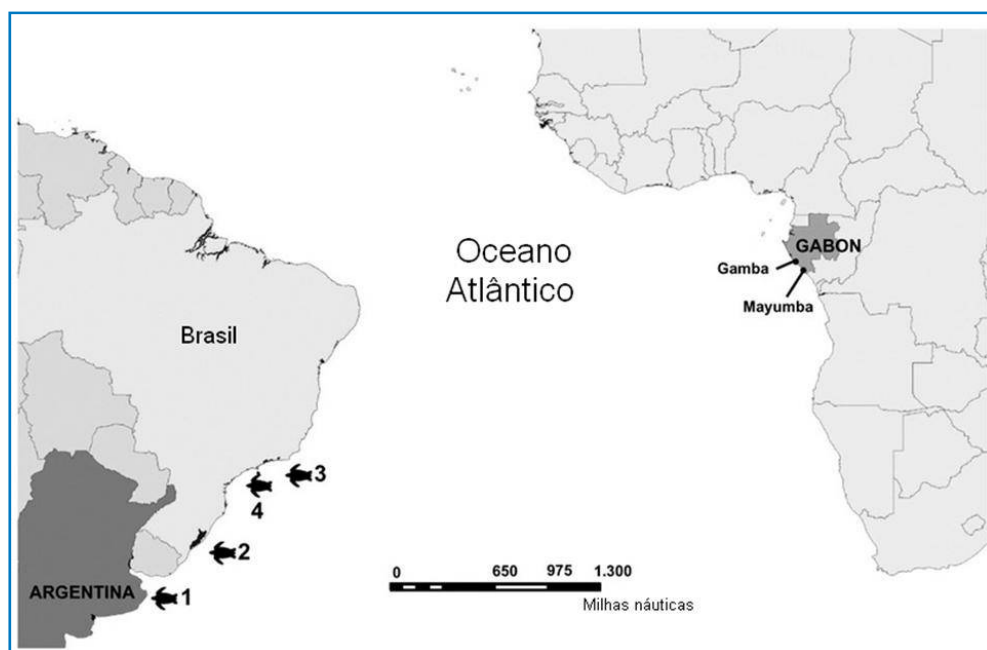 Oceano
Atlântico
GABON
Gamba
Mayumba
Brasil
3
4
2
ARGENTINA
1
0 650 975 1.300
Milhas náuticas